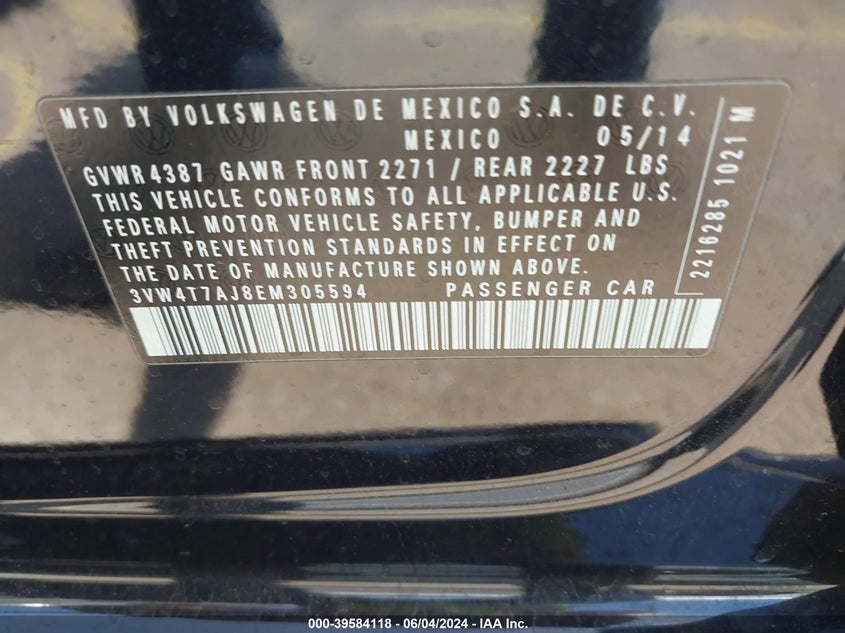 MFD BY VOLKSWAGEN DE MEXICO S.A. DE C.V.
MEXICO 05/14
GVWR 4387 GAWR FRONT 2271 / REAR 2227 LBS
THIS VEHICLE CONFORMS TO ALL APPLICABLE U.S.
FEDERAL MOTOR VEHICLE SAFETY, BUMPER AND
THEFT PREVENTION STANDARDS IN EFFECT ON
THE DATE OF MANUFACTURE SHOWN ABOVE.
3VW4T7AJ8EM305594 PASSENGER CAR
2216285 1021 M
000-39584118 - 06/04/2024 - IAA Inc.